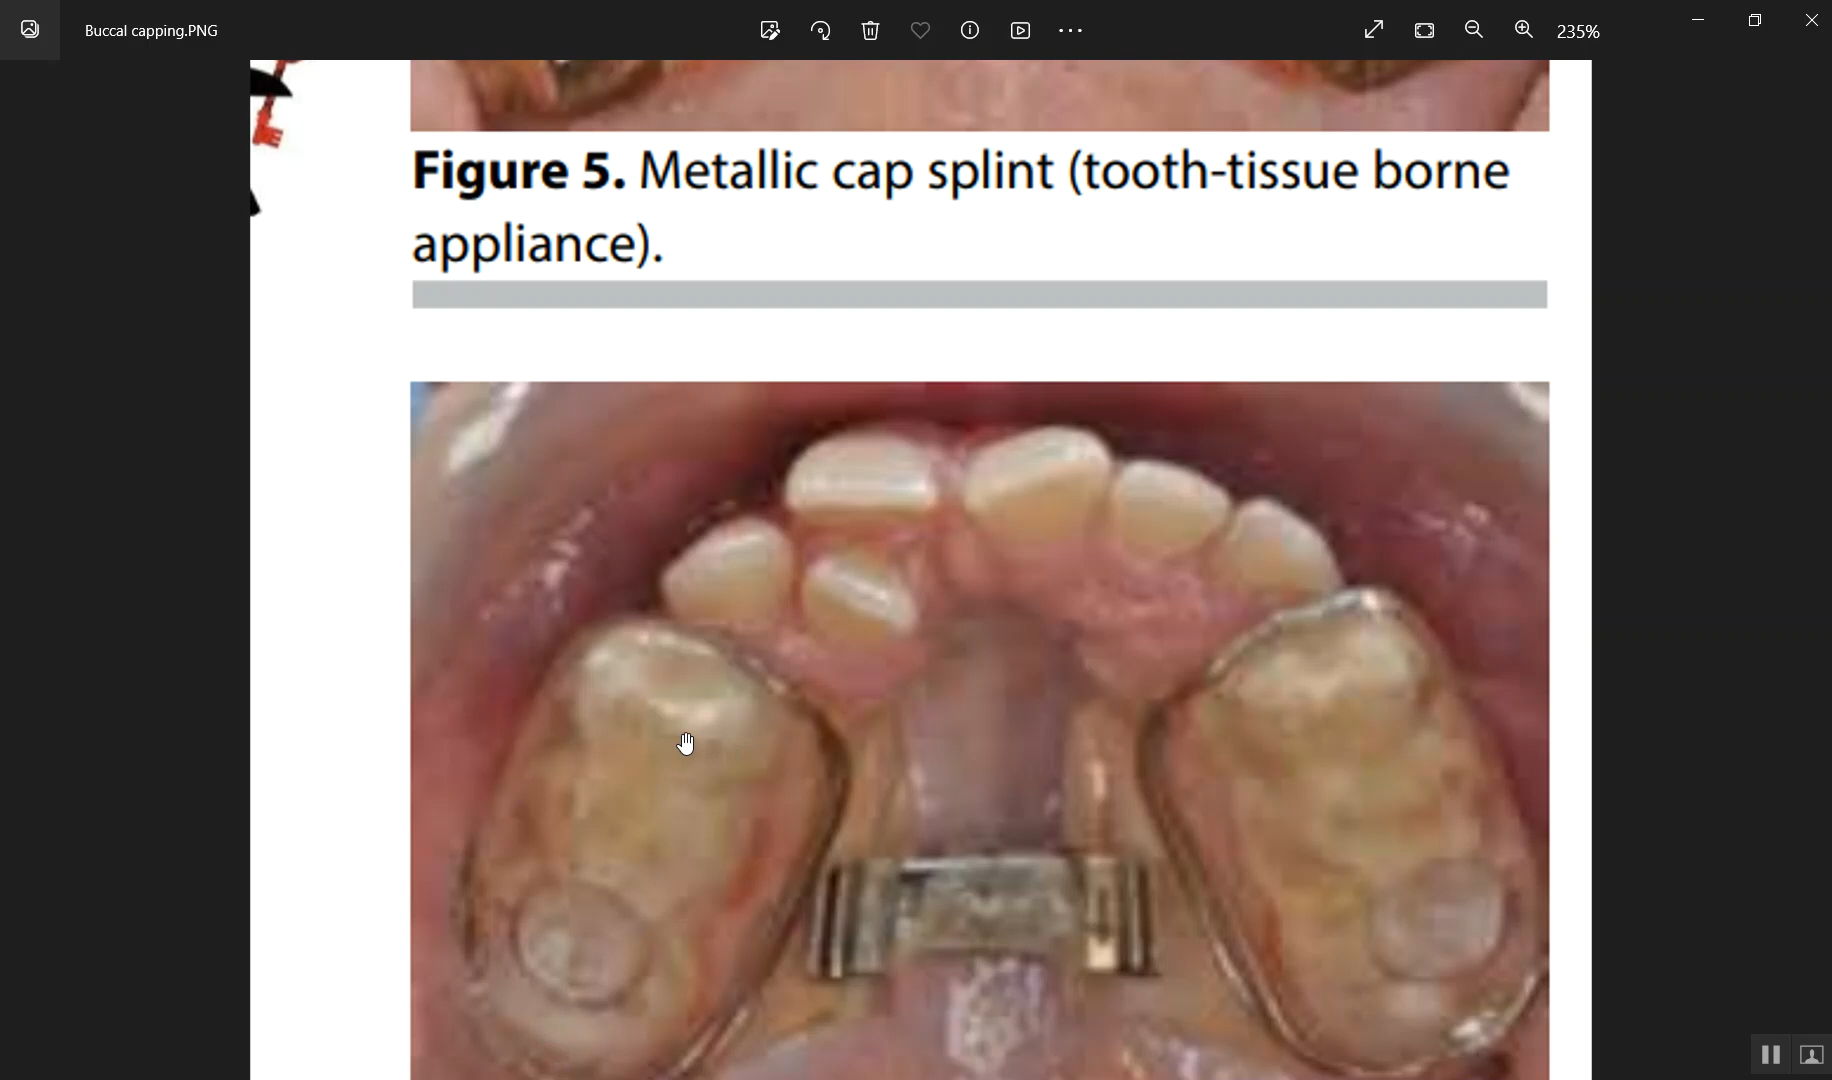 Buccal capping.PNG
235%
Figure 5. Metallic cap splint (tooth-tissue borne
appliance).